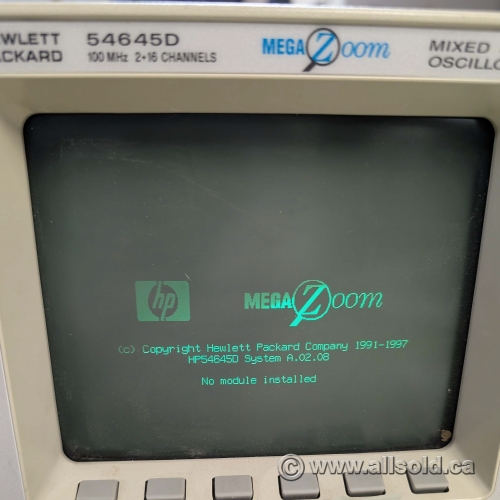 EWLETT 54645D MEGA Zoom MIXED
ACKARD 100 MHz 2+16 CHANNELS OSCILLO
hp MEGA Zoom
(c) Copyright Hewlett Packard Company 1991-1997
HP54645D System A.02.08
No module installed
© www.allsold.ca